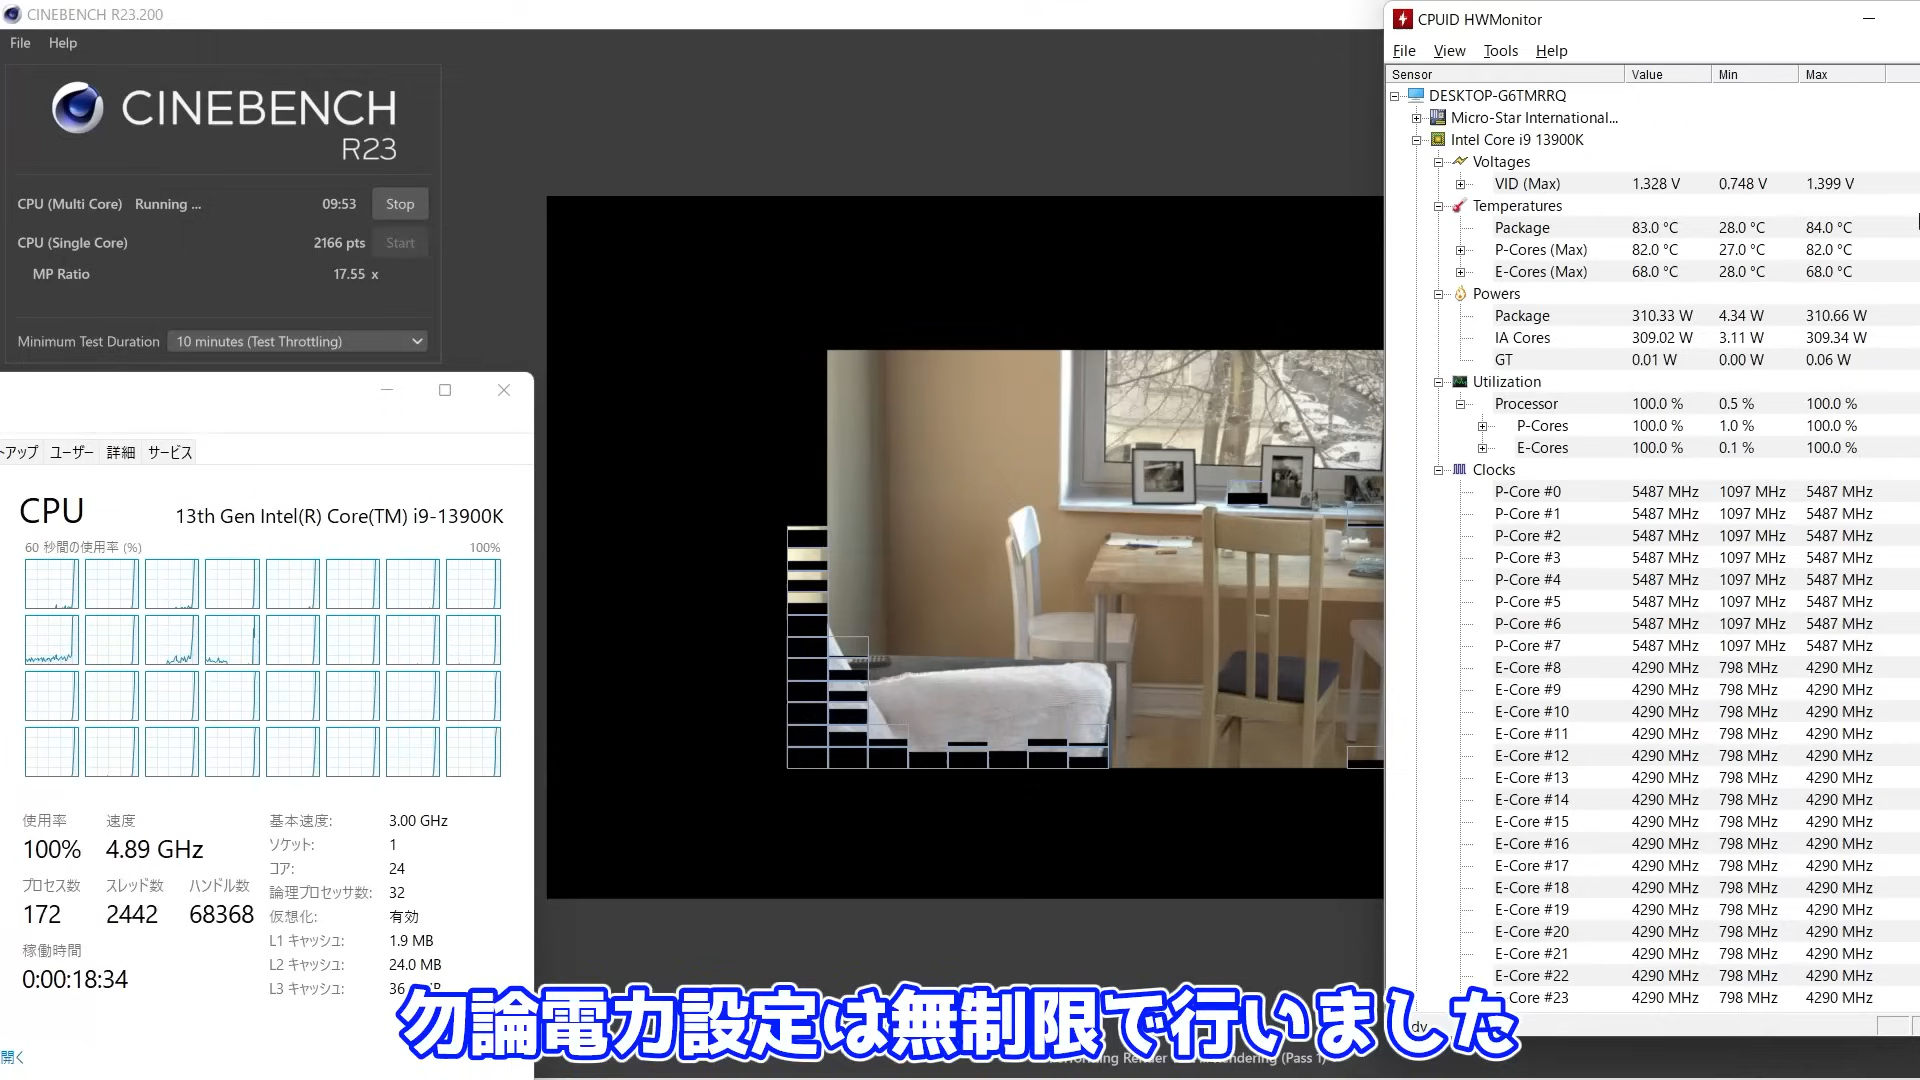 CINEBENCH R23.200
File Help
CINEBENCH
R23
CPU (Multi Core) Running ... 09:53 Stop
CPU (Single Core) 2166 pts Start
MP Ratio 17.55 x
Minimum Test Duration 10 minutes (Test Throttling)
トアップ ユーザー 詳細 サービス
CPU 13th Gen Intel(R) Core(TM) i9-13900K
60 秒間の使用率 (%) 100%
使用率 速度
100% 4.89 GHz
プロセス数 スレッド数 ハンドル数
172 2442 68368
稼働時間
0:00:18:34
基本速度: 3.00 GHz
ソケット: 1
コア: 24
論理プロセッサ数: 32
仮想化: 有効
L1 キャッシュ: 1.9 MB
L2 キャッシュ: 24.0 MB
L3 キャッシュ: 36
開く
CPUID HWMonitor
File View Tools Help
Sensor Value Min Max
DESKTOP-G6TMRRQ
Micro-Star International...
Intel Core i9 13900K
Voltages
VID (Max) 1.328 V 0.748 V 1.399 V
Temperatures
Package 83.0 °C 28.0 °C 84.0 °C
P-Cores (Max) 82.0 °C 27.0 °C 82.0 °C
E-Cores (Max) 68.0 °C 28.0 °C 68.0 °C
Powers
Package 310.33 W 4.34 W 310.66 W
IA Cores 309.02 W 3.11 W 309.34 W
GT 0.01 W 0.00 W 0.06 W
Utilization
Processor 100.0 % 0.5 % 100.0 %
P-Cores 100.0 % 1.0 % 100.0 %
E-Cores 100.0 % 0.1 % 100.0 %
Clocks
P-Core #0 5487 MHz 1097 MHz 5487 MHz
P-Core #1 5487 MHz 1097 MHz 5487 MHz
P-Core #2 5487 MHz 1097 MHz 5487 MHz
P-Core #3 5487 MHz 1097 MHz 5487 MHz
P-Core #4 5487 MHz 1097 MHz 5487 MHz
P-Core #5 5487 MHz 1097 MHz 5487 MHz
P-Core #6 5487 MHz 1097 MHz 5487 MHz
P-Core #7 5487 MHz 1097 MHz 5487 MHz
E-Core #8 4290 MHz 798 MHz 4290 MHz
E-Core #9 4290 MHz 798 MHz 4290 MHz
E-Core #10 4290 MHz 798 MHz 4290 MHz
E-Core #11 4290 MHz 798 MHz 4290 MHz
E-Core #12 4290 MHz 798 MHz 4290 MHz
E-Core #13 4290 MHz 798 MHz 4290 MHz
E-Core #14 4290 MHz 798 MHz 4290 MHz
E-Core #15 4290 MHz 798 MHz 4290 MHz
E-Core #16 4290 MHz 798 MHz 4290 MHz
E-Core #17 4290 MHz 798 MHz 4290 MHz
E-Core #18 4290 MHz 798 MHz 4290 MHz
E-Core #19 4290 MHz 798 MHz 4290 MHz
E-Core #20 4290 MHz 798 MHz 4290 MHz
E-Core #21 4290 MHz 798 MHz 4290 MHz
E-Core #22 4290 MHz 798 MHz 4290 MHz
E-Core #23 4290 MHz 798 MHz 4290 MHz
勿論電力設定は無制限で行いました
Render
(Pass 1)